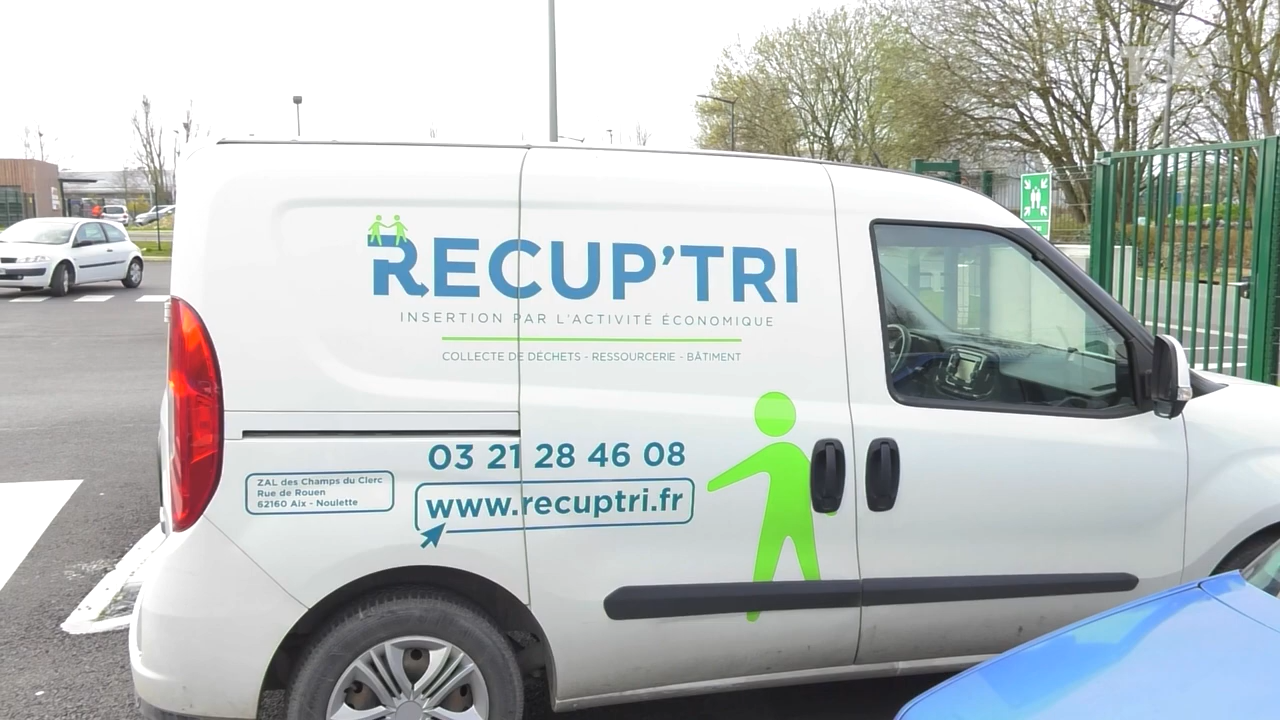 RECUP'TRI
INSERTION PAR L'ACTIVITÉ ÉCONOMIQUE
COLLECTE DE DÉCHETS - RESSOURCERIE - BÂTIMENT
03 21 28 46 08
www.recuptri.fr
ZAL des Champs du Clerc
Rue de Rouen
62160 Aix - Noulette